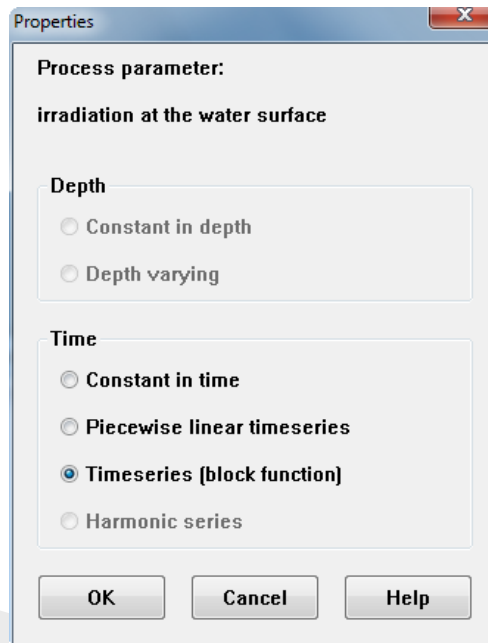 Properties
Process parameter:
irradiation at the water surface
Depth
Constant in depth
Depth varying
Time
Constant in time
Piecewise linear timeseries
Timeseries (block function)
Harmonic series
OK Cancel Help